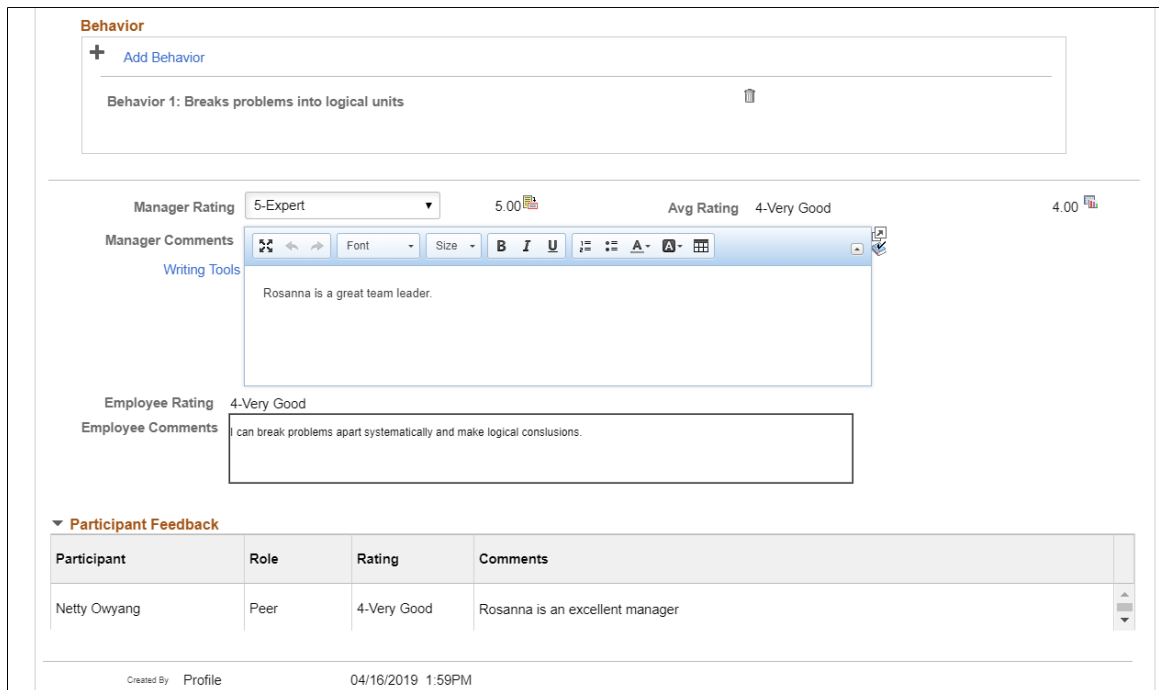 Behavior
Add Behavior
Behavior 1: Breaks problems into logical units
Manager Rating 5-Expert 5.00 Avg Rating 4-Very Good 4.00
Manager Comments Font Size B I U A A
Writing Tools
Rosanna is a great team leader.
Employee Rating 4-Very Good
Employee Comments I can break problems apart systematically and make logical conslusions.
Participant Feedback
Participant Role Rating Comments
Netty Owyang Peer 4-Very Good Rosanna is an excellent manager
Created By Profile 04/16/2019 1:59PM